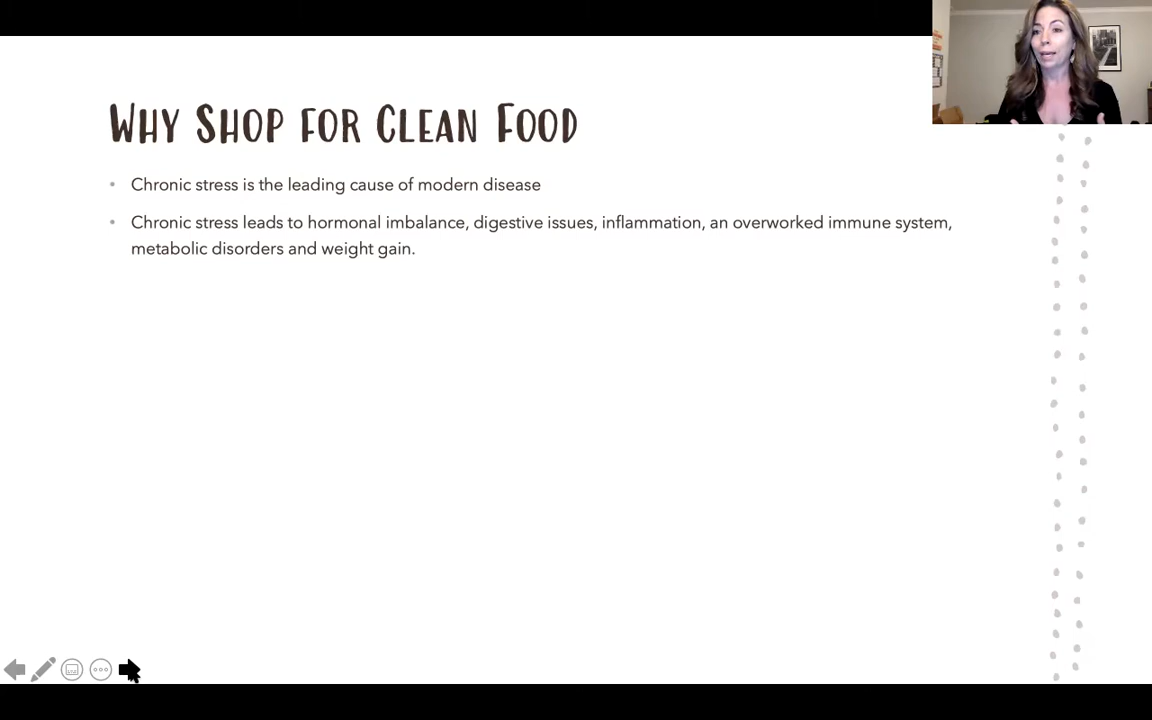 Why Shop for Clean Food
• Chronic stress is the leading cause of modern disease
• Chronic stress leads to hormonal imbalance, digestive issues, inflammation, an overworked immune system,
metabolic disorders and weight gain.